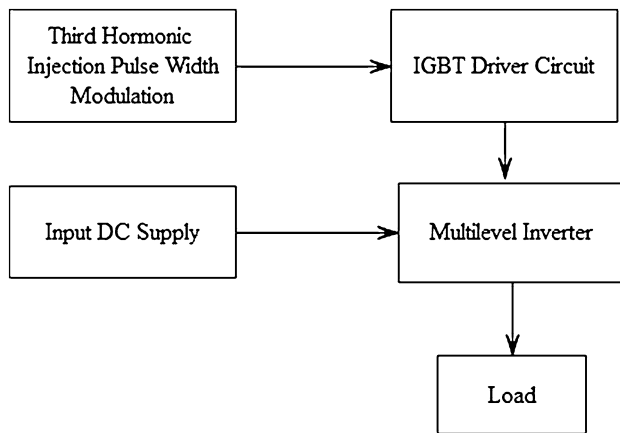 Third Hormonic
Injection Pulse Width
Modulation
IGBT Driver Circuit
Input DC Supply
Multilevel Inverter
Load